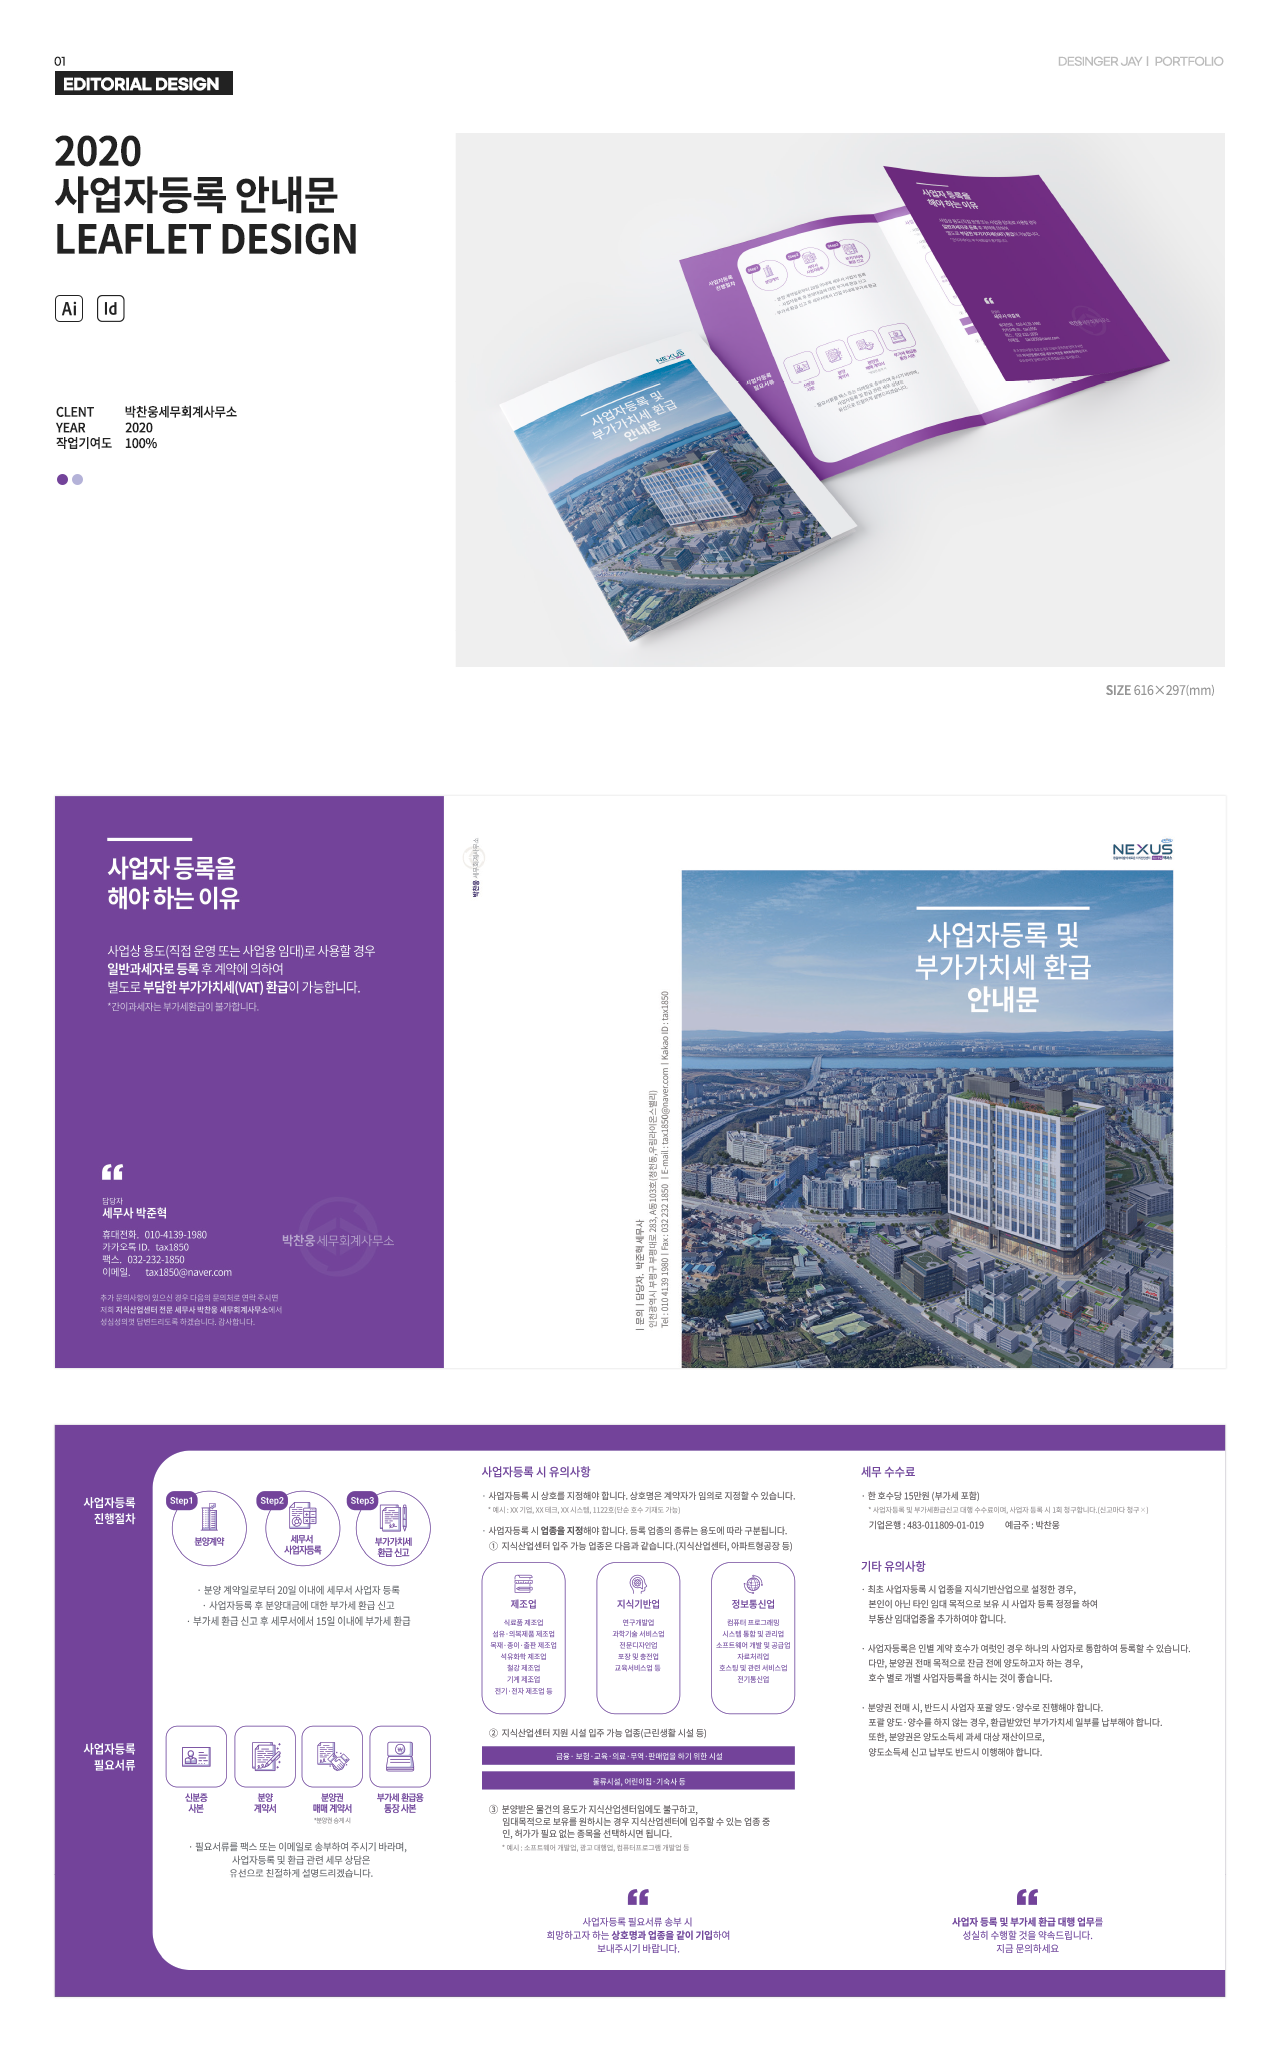 01
EDITORIAL DESIGN
DESINGER JAY | PORTFOLIO
2020
사업자등록 안내문
LEAFLET DESIGN
Ai
Id
CLENT 박찬웅세무회계사무소
YEAR 2020
작업기여도 100%
NEXUS
사업자등록 및
부가가치세 환급
안내문
사업자등록
진행절차
사업자등록
필요서류
사업자 등록을
해야 하는 이유
SIZE 616×297(mm)
사업자 등록을
해야 하는 이유
사업상 용도(직접 운영 또는 사업용 임대)로 사용할 경우
일반과세자로 등록 후 계약에 의하여
별도로 부담한 부가가치세(VAT) 환급이 가능합니다.
*간이과세자는 부가세환급이 불가합니다.
담당자
세무사 박준혁
휴대전화. 010-4139-1980
가카오톡 ID. tax1850
팩스. 032-232-1850
이메일. tax1850@naver.com
추가 문의사항이 있으신 경우 다음의 문의처로 연락 주시면
저희 지식산업센터 전문 세무사 박찬웅 세무회계사무소에서
성심성의껏 답변드리도록 하겠습니다. 감사합니다.
박찬웅세무회계사무소
박찬웅 세무회계사무소
| 문의 | 담당자. 박준혁 세무사
인천광역시 부평구 부평대로 283, A동103호(청천동,우림라이온스밸리)
Tel : 010 4139 1980 | Fax : 032 232 1850 | E-mail : tax1850@naver.com | Kakao ID : tax1850
NEXUS
사업자등록 및
부가가치세 환급
안내문
사업자등록
진행절차
Step1
분양계약
Step2
세무서
사업자등록
Step3
부가가치세
환급 신고
· 분양 계약일로부터 20일 이내에 세무서 사업자 등록
· 사업자등록 후 분양대금에 대한 부가세 환급 신고
· 부가세 환급 신고 후 세무서에서 15일 이내에 부가세 환급
사업자등록
필요서류
신분증
사본
분양
계약서
분양권
매매 계약서
*분양권 승계 시
부가세 환급용
통장 사본
· 필요서류를 팩스 또는 이메일로 송부하여 주시기 바라며,
사업자등록 및 환급 관련 세무 상담은
유선으로 친절하게 설명드리겠습니다.
사업자등록 시 유의사항
· 사업자등록 시 상호를 지정해야 합니다. 상호명은 계약자가 임의로 지정할 수 있습니다.
* 예시 : XX 기업, XX 테크, XX 시스템, 1122호(단순 호수 기재도 가능)
· 사업자등록 시 업종을 지정해야 합니다. 등록 업종의 종류는 용도에 따라 구분됩니다.
① 지식산업센터 입주 가능 업종은 다음과 같습니다.(지식산업센터, 아파트형공장 등)
제조업
식료품 제조업
섬유·의복제품 제조업
목재·종이·출판 제조업
석유화학 제조업
철강 제조업
기계 제조업
전기·전자 제조업 등
지식기반업
연구개발업
과학기술 서비스업
전문디자인업
포장 및 충전업
교육서비스업 등
정보통신업
컴퓨터 프로그래밍
시스템 통합 및 관리업
소프트웨어 개발 및 공급업
자료처리업
호스팅 및 관련 서비스업
전기통신업
② 지식산업센터 지원 시설 입주 가능 업종(근린생활 시설 등)
금융·보험·교육·의료·무역·판매업을 하기 위한 시설
물류시설, 어린이집·기숙사 등
③ 분양받은 물건의 용도가 지식산업센터임에도 불구하고,
임대목적으로 보유를 원하시는 경우 지식산업센터에 입주할 수 있는 업종 중
인, 허가가 필요 없는 종목을 선택하시면 됩니다.
* 예시 : 소프트웨어 개발업, 광고 대행업, 컴퓨터프로그램 개발업 등
사업자등록 필요서류 송부 시
희망하고자 하는 상호명과 업종을 같이 기입하여
보내주시기 바랍니다.
세무 수수료
· 한 호수당 15만원 (부가세 포함)
* 사업자등록 및 부가세환급신고 대행 수수료이며, 사업자 등록 시 1회 청구합니다.(신고마다 청구×)
기업은행 : 483-011809-01-019 예금주 : 박찬웅
기타 유의사항
· 최초 사업자등록 시 업종을 지식기반산업으로 설정한 경우,
본인이 아닌 타인 임대 목적으로 보유 시 사업자 등록 정정을 하여
부동산 임대업종을 추가하여야 합니다.
· 사업자등록은 인별 계약 호수가 여럿인 경우 하나의 사업자로 통합하여 등록할 수 있습니다.
다만, 분양권 전매 목적으로 잔금 전에 양도하고자 하는 경우,
호수 별로 개별 사업자등록을 하시는 것이 좋습니다.
· 분양권 전매 시, 반드시 사업자 포괄 양도·양수로 진행해야 합니다.
포괄 양도·양수를 하지 않는 경우, 환급받았던 부가가치세 일부를 납부해야 합니다.
또한, 분양권은 양도소득세 과세 대상 재산이므로,
양도소득세 신고 납부도 반드시 이행해야 합니다.
사업자 등록 및 부가세 환급 대행 업무를
성실히 수행할 것을 약속드립니다.
지금 문의하세요